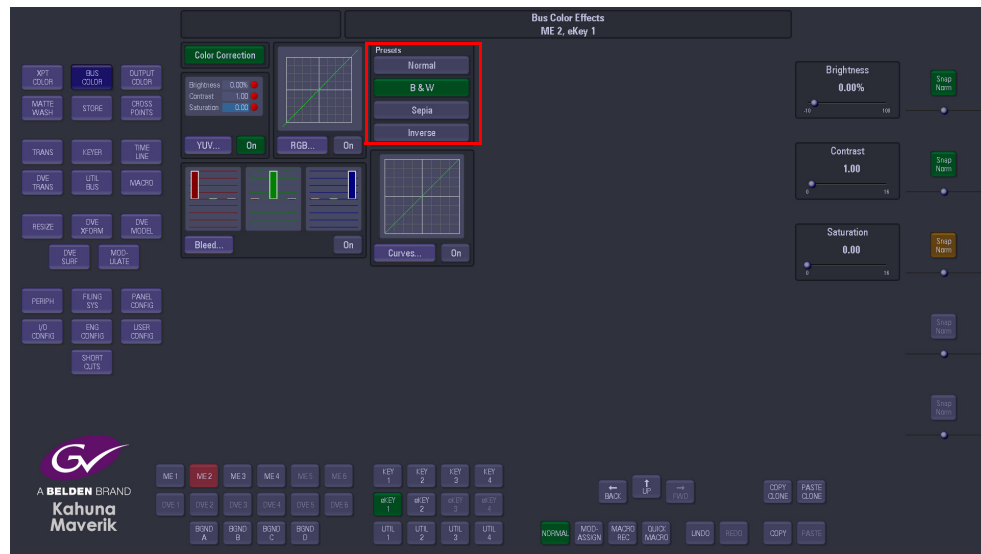 Bus Color Effects
ME 2, eKey 1
Color Correction
Presets
Normal
B & W
Sepia
Inverse
Brightness 0.00%
Contrast 1.00
Saturation 0.00
YUV... On
RGB... On
Bleed... On
Curves... On
XPT COLOR
BUS COLOR
OUTPUT COLOR
MATTE WASH
STORE
CROSS POINTS
TRANS
KEYER
TIME LINE
DVE TRANS
UTIL BUS
MACRO
RESIZE
DVE XFORM
DVE MODEL
DVE SURF
MOD- ULATE
PERIPH
FILING SYS
PANEL CONFIG
I/O CONFIG
ENG CONFIG
USER CONFIG
SHORT CUTS
Brightness
0.00%
-10 100
Snap Norm
Contrast
1.00
0 16
Snap Norm
Saturation
0.00
0 16
Snap Norm
Snap Norm
Snap Norm
GV
A BELDEN BRAND
Kahuna
Maverik
ME 1 ME 2 ME 3 ME 4 ME 5 ME 6
DVE 1 DVE 2 DVE 3 DVE 4 DVE 5 DVE 6
BGND A BGND B BGND C BGND D
KEY 1 KEY 2 KEY 3 KEY 4
eKEY 1 eKEY 2 eKEY 3 eKEY 4
UTIL 1 UTIL 2 UTIL 3 UTIL 4
BACK UP FWD
COPY CLONE PASTE CLONE
NORMAL MOD- ASSIGN MACRO REC QUICK MACRO UNDO REDO COPY PASTE